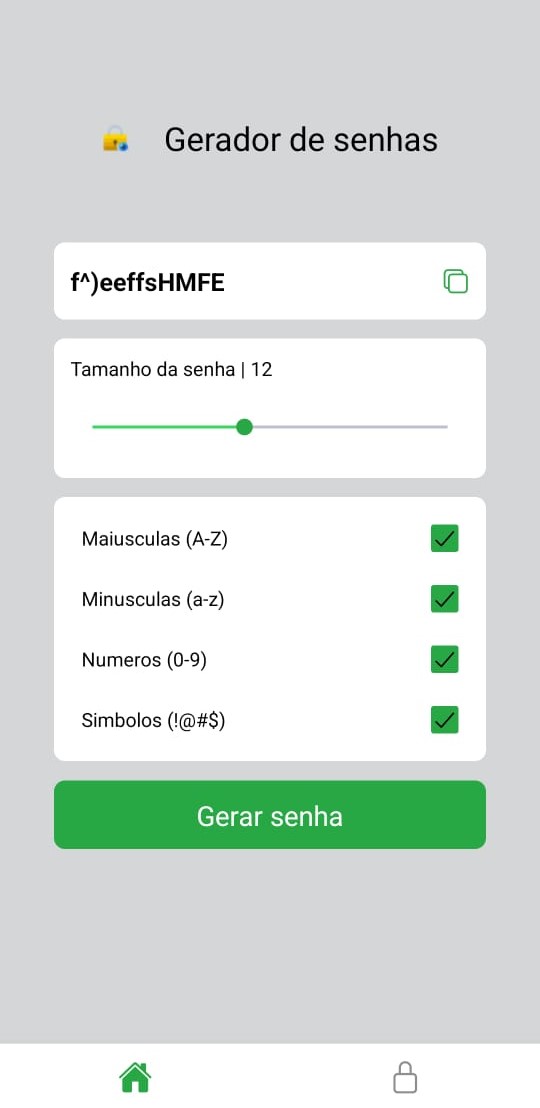 Gerador de senhas
f^)eeffsHMFE
Tamanho da senha | 12
Maiusculas (A-Z)
Minusculas (a-z)
Numeros (0-9)
Simbolos (!@#$)
Gerar senha